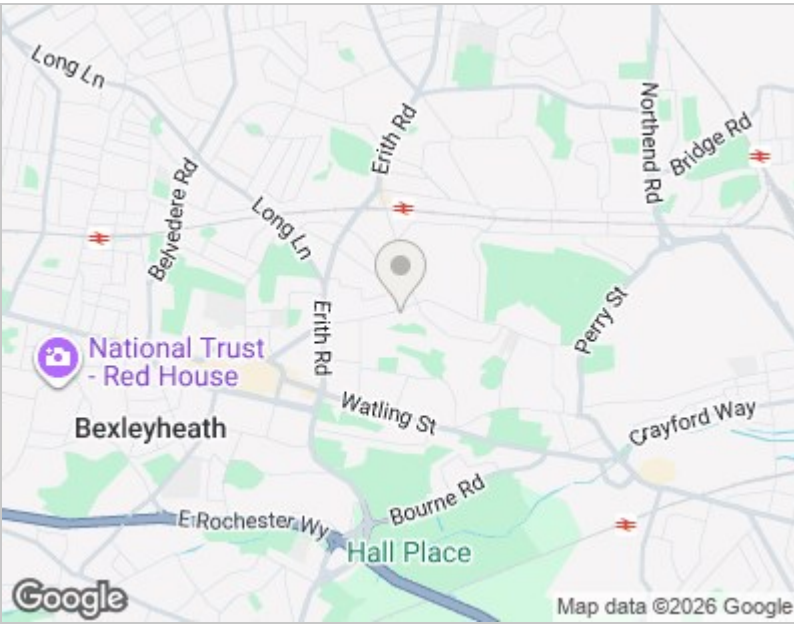 Long Ln
Erith Rd
Northend Rd
Bridge Rd
Belvedere Rd
Long Ln
Erith Rd
Perry St
National Trust
- Red House
Watling St
Crayford Way
Bexleyheath
Bourne Rd
E Rochester Wy
Hall Place
Google
Map data ©2026 Google